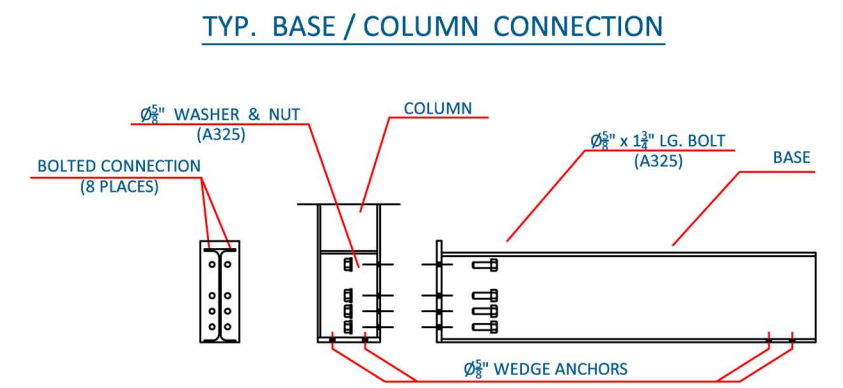 TYP. BASE / COLUMN CONNECTION
Ø5/8" WASHER & NUT
(A325)
COLUMN
Ø5/8" x 1 3/4" LG. BOLT
(A325)
BASE
BOLTED CONNECTION
(8 PLACES)
Ø5/8" WEDGE ANCHORS